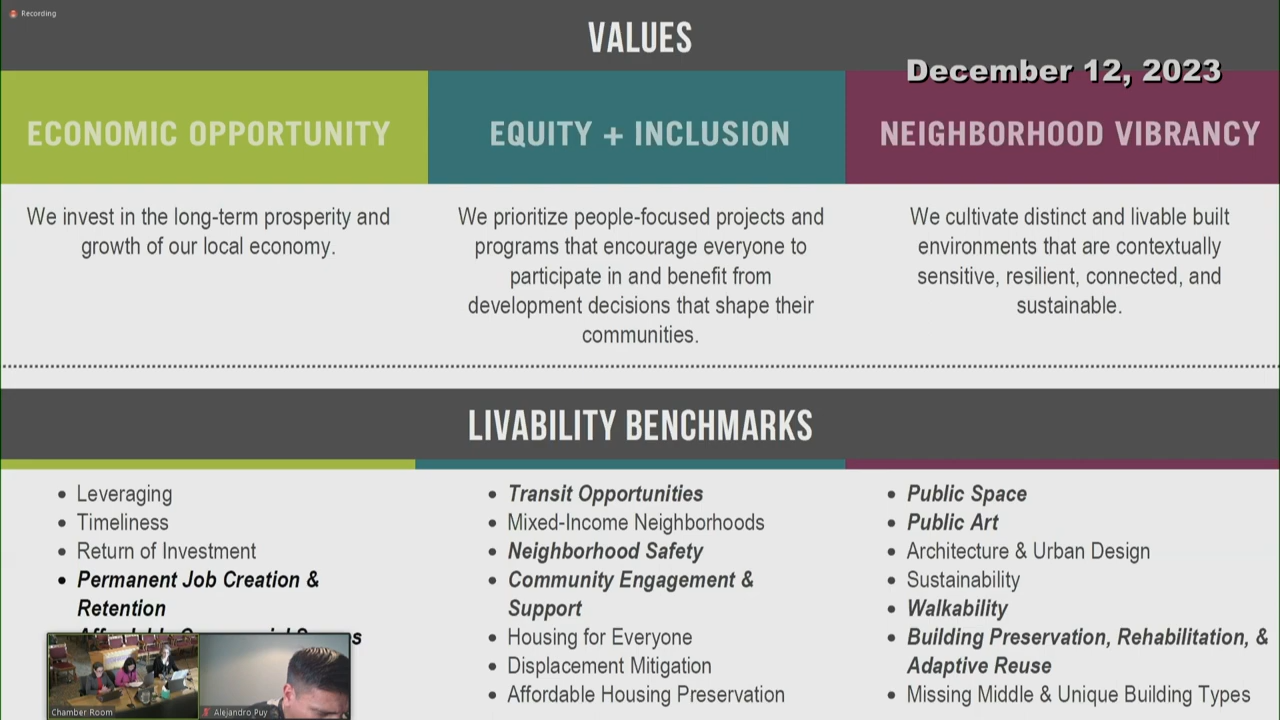 Recording
VALUES
December 12, 2023
ECONOMIC OPPORTUNITY
EQUITY + INCLUSION
NEIGHBORHOOD VIBRANCY
We invest in the long-term prosperity and
growth of our local economy.
We prioritize people-focused projects and
programs that encourage everyone to
participate in and benefit from
development decisions that shape their
communities.
We cultivate distinct and livable built
environments that are contextually
sensitive, resilient, connected, and
sustainable.
LIVABILITY BENCHMARKS
• Leveraging
• Timeliness
• Return of Investment
• Permanent Job Creation &
Retention
• Transit Opportunities
• Mixed-Income Neighborhoods
• Neighborhood Safety
• Community Engagement &
Support
• Housing for Everyone
• Displacement Mitigation
• Affordable Housing Preservation
• Public Space
• Public Art
• Architecture & Urban Design
• Sustainability
• Walkability
• Building Preservation, Rehabilitation, &
Adaptive Reuse
• Missing Middle & Unique Building Types
Chamber Room
Alejandro Puy